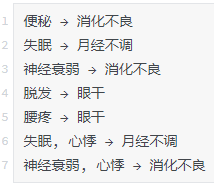 1 便秘 → 消化不良
2 失眠 → 月经不调
3 神经衰弱 → 消化不良
4 脱发 → 眼干
5 腰疼 → 眼干
6 失眠, 心悸 → 月经不调
7 神经衰弱, 心悸 → 消化不良